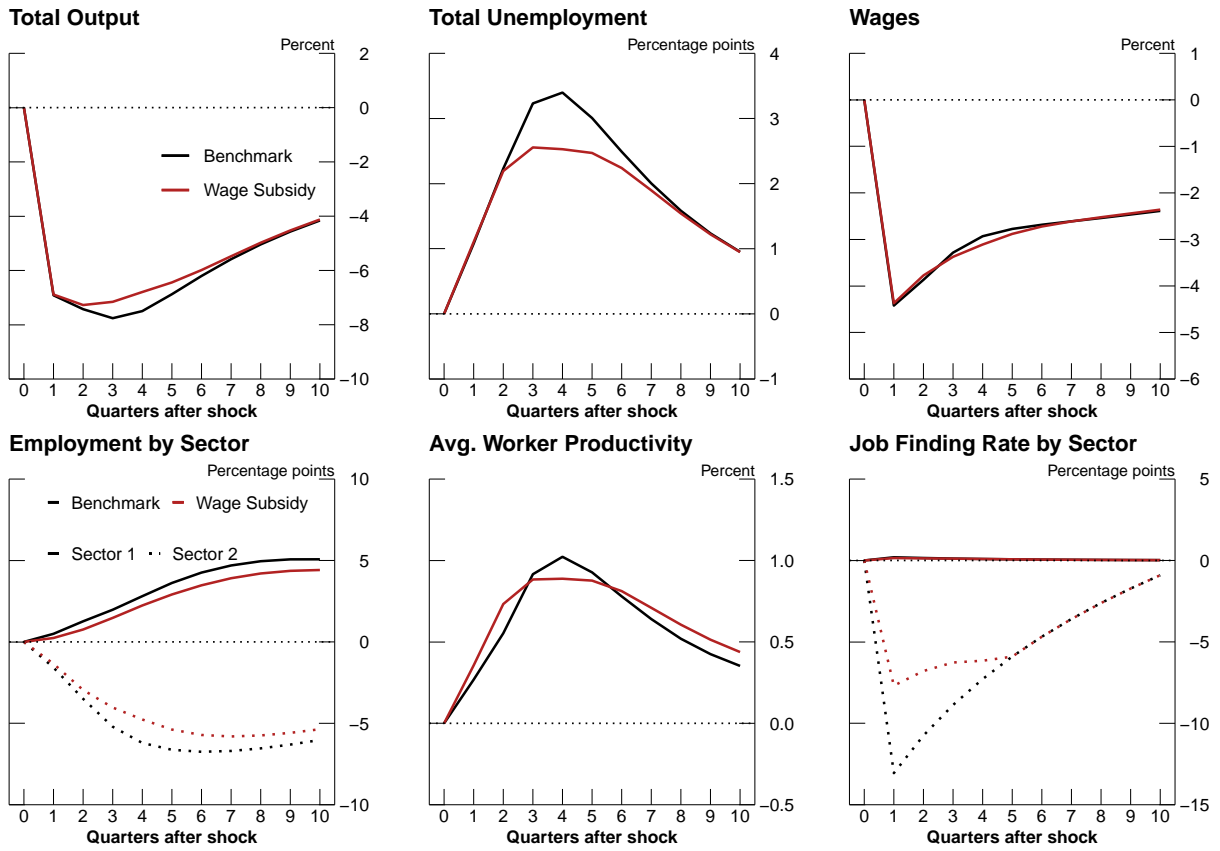 Total Output
Percent
2
0
−2
−4
−6
−8
−10
Benchmark
Wage Subsidy
0 1 2 3 4 5 6 7 8 9 10
Quarters after shock
Total Unemployment
Percentage points
4
3
2
1
0
−1
0 1 2 3 4 5 6 7 8 9 10
Quarters after shock
Wages
Percent
1
0
−1
−2
−3
−4
−5
−6
0 1 2 3 4 5 6 7 8 9 10
Quarters after shock
Employment by Sector
Percentage points
10
5
0
−5
−10
Benchmark Wage Subsidy
Sector 1 Sector 2
0 1 2 3 4 5 6 7 8 9 10
Quarters after shock
Avg. Worker Productivity
Percent
1.5
1.0
0.5
0.0
−0.5
0 1 2 3 4 5 6 7 8 9 10
Quarters after shock
Job Finding Rate by Sector
Percentage points
5
0
−5
−10
−15
0 1 2 3 4 5 6 7 8 9 10
Quarters after shock